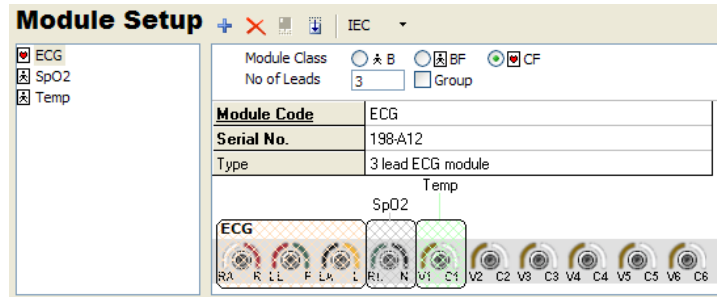 Module Setup IEC
ECG
SpO2
Temp
Module Class B BF CF
No of Leads 3 Group
Module Code ECG
Serial No. 198-A12
Type 3 lead ECG module
Temp
SpO2
ECG
RA R LL F LA L RL N V1 C1 V2 C2 V3 C3 V4 C4 V5 C5 V6 C6